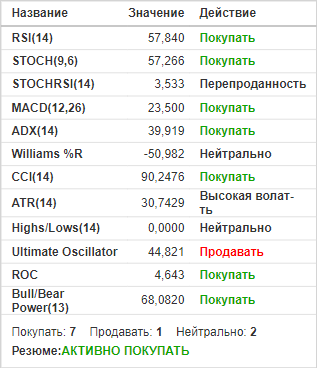 Название Значение Действие
RSI(14) 57,840 Покупать
STOCH(9,6) 57,266 Покупать
STOCHRSI(14) 3,533 Перепроданность
MACD(12,26) 23,500 Покупать
ADX(14) 39,919 Покупать
Williams %R -50,982 Нейтрально
CCI(14) 90,2476 Покупать
ATR(14) 30,7429 Высокая волат-
ть
Highs/Lows(14) 0,0000 Нейтрально
Ultimate Oscillator 44,821 Продавать
ROC 4,643 Покупать
Bull/Bear
Power(13) 68,0820 Покупать
Покупать: 7 Продавать: 1 Нейтрально: 2
Резюме:АКТИВНО ПОКУПАТЬ